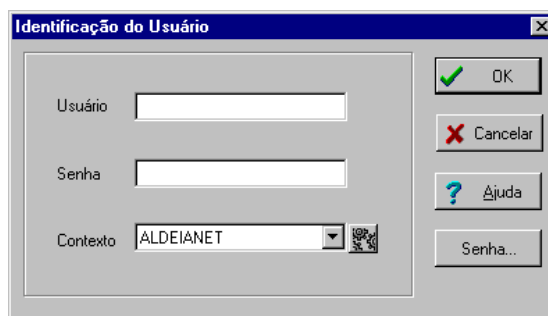 Identificação do Usuário
OK
Usuário
Cancelar
Senha
Ajuda
Contexto
ALDEIANET
Senha...